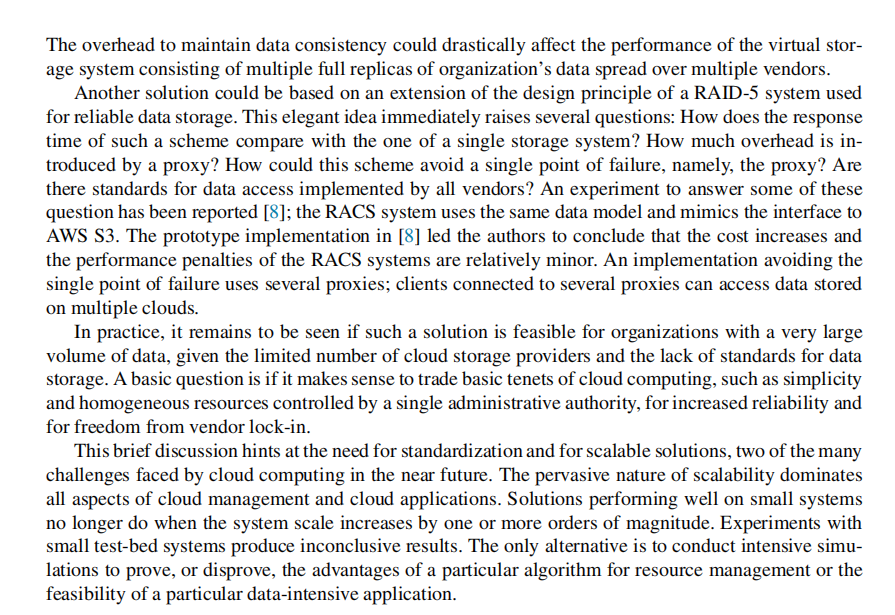 The overhead to maintain data consistency could drastically affect the performance of the virtual stor-
age system consisting of multiple full replicas of organization's data spread over multiple vendors.
Another solution could be based on an extension of the design principle of a RAID-5 system used
for reliable data storage. This elegant idea immediately raises several questions: How does the response
time of such a scheme compare with the one of a single storage system? How much overhead is in-
troduced by a proxy? How could this scheme avoid a single point of failure, namely, the proxy? Are
there standards for data access implemented by all vendors? An experiment to answer some of these
question has been reported [8]; the RACS system uses the same data model and mimics the interface to
AWS S3. The prototype implementation in [8] led the authors to conclude that the cost increases and
the performance penalties of the RACS systems are relatively minor. An implementation avoiding the
single point of failure uses several proxies; clients connected to several proxies can access data stored
on multiple clouds.
In practice, it remains to be seen if such a solution is feasible for organizations with a very large
volume of data, given the limited number of cloud storage providers and the lack of standards for data
storage. A basic question is if it makes sense to trade basic tenets of cloud computing, such as simplicity
and homogeneous resources controlled by a single administrative authority, for increased reliability and
for freedom from vendor lock-in.
This brief discussion hints at the need for standardization and for scalable solutions, two of the many
challenges faced by cloud computing in the near future. The pervasive nature of scalability dominates
all aspects of cloud management and cloud applications. Solutions performing well on small systems
no longer do when the system scale increases by one or more orders of magnitude. Experiments with
small test-bed systems produce inconclusive results. The only alternative is to conduct intensive simu-
lations to prove, or disprove, the advantages of a particular algorithm for resource management or the
feasibility of a particular data-intensive application.